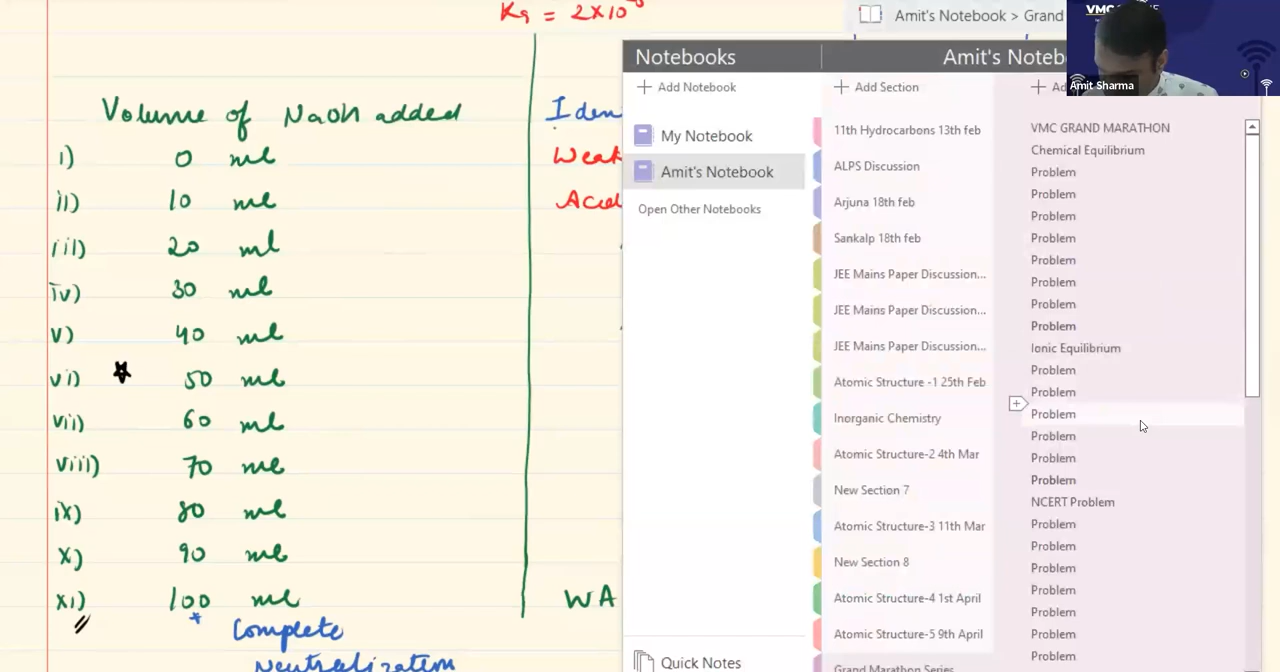 Ka = 2×10
Volume of NaoH added
i) 0 ml
ii) 10 ml
iii) 20 ml
iv) 30 ml
v) 40 ml
vi) 50 ml
vii) 60 ml
viii) 70 ml
ix) 80 ml
x) 90 ml
xi) 100 ml
Complete
Neutralization
Iden
Weak
Acid
WA
Amit's Notebook > Grand
Notebooks
Amit's Noteb
+ Add Notebook
My Notebook
Amit's Notebook
Open Other Notebooks
Quick Notes
+ Add Section
11th Hydrocarbons 13th feb
ALPS Discussion
Arjuna 18th feb
Sankalp 18th feb
JEE Mains Paper Discussion...
JEE Mains Paper Discussion...
JEE Mains Paper Discussion...
Atomic Structure -1 25th Feb
Inorganic Chemistry
Atomic Structure-2 4th Mar
New Section 7
Atomic Structure-3 11th Mar
New Section 8
Atomic Structure-4 1st April
Atomic Structure-5 9th April
Grand Marathon Series
+ Ad
VMC GRAND MARATHON
Chemical Equilibrium
Problem
Problem
Problem
Problem
Problem
Problem
Problem
Problem
Ionic Equilibrium
Problem
Problem
Problem
Problem
Problem
Problem
NCERT Problem
Problem
Problem
Problem
Problem
Problem
Problem
Problem
VMC
Amit Sharma